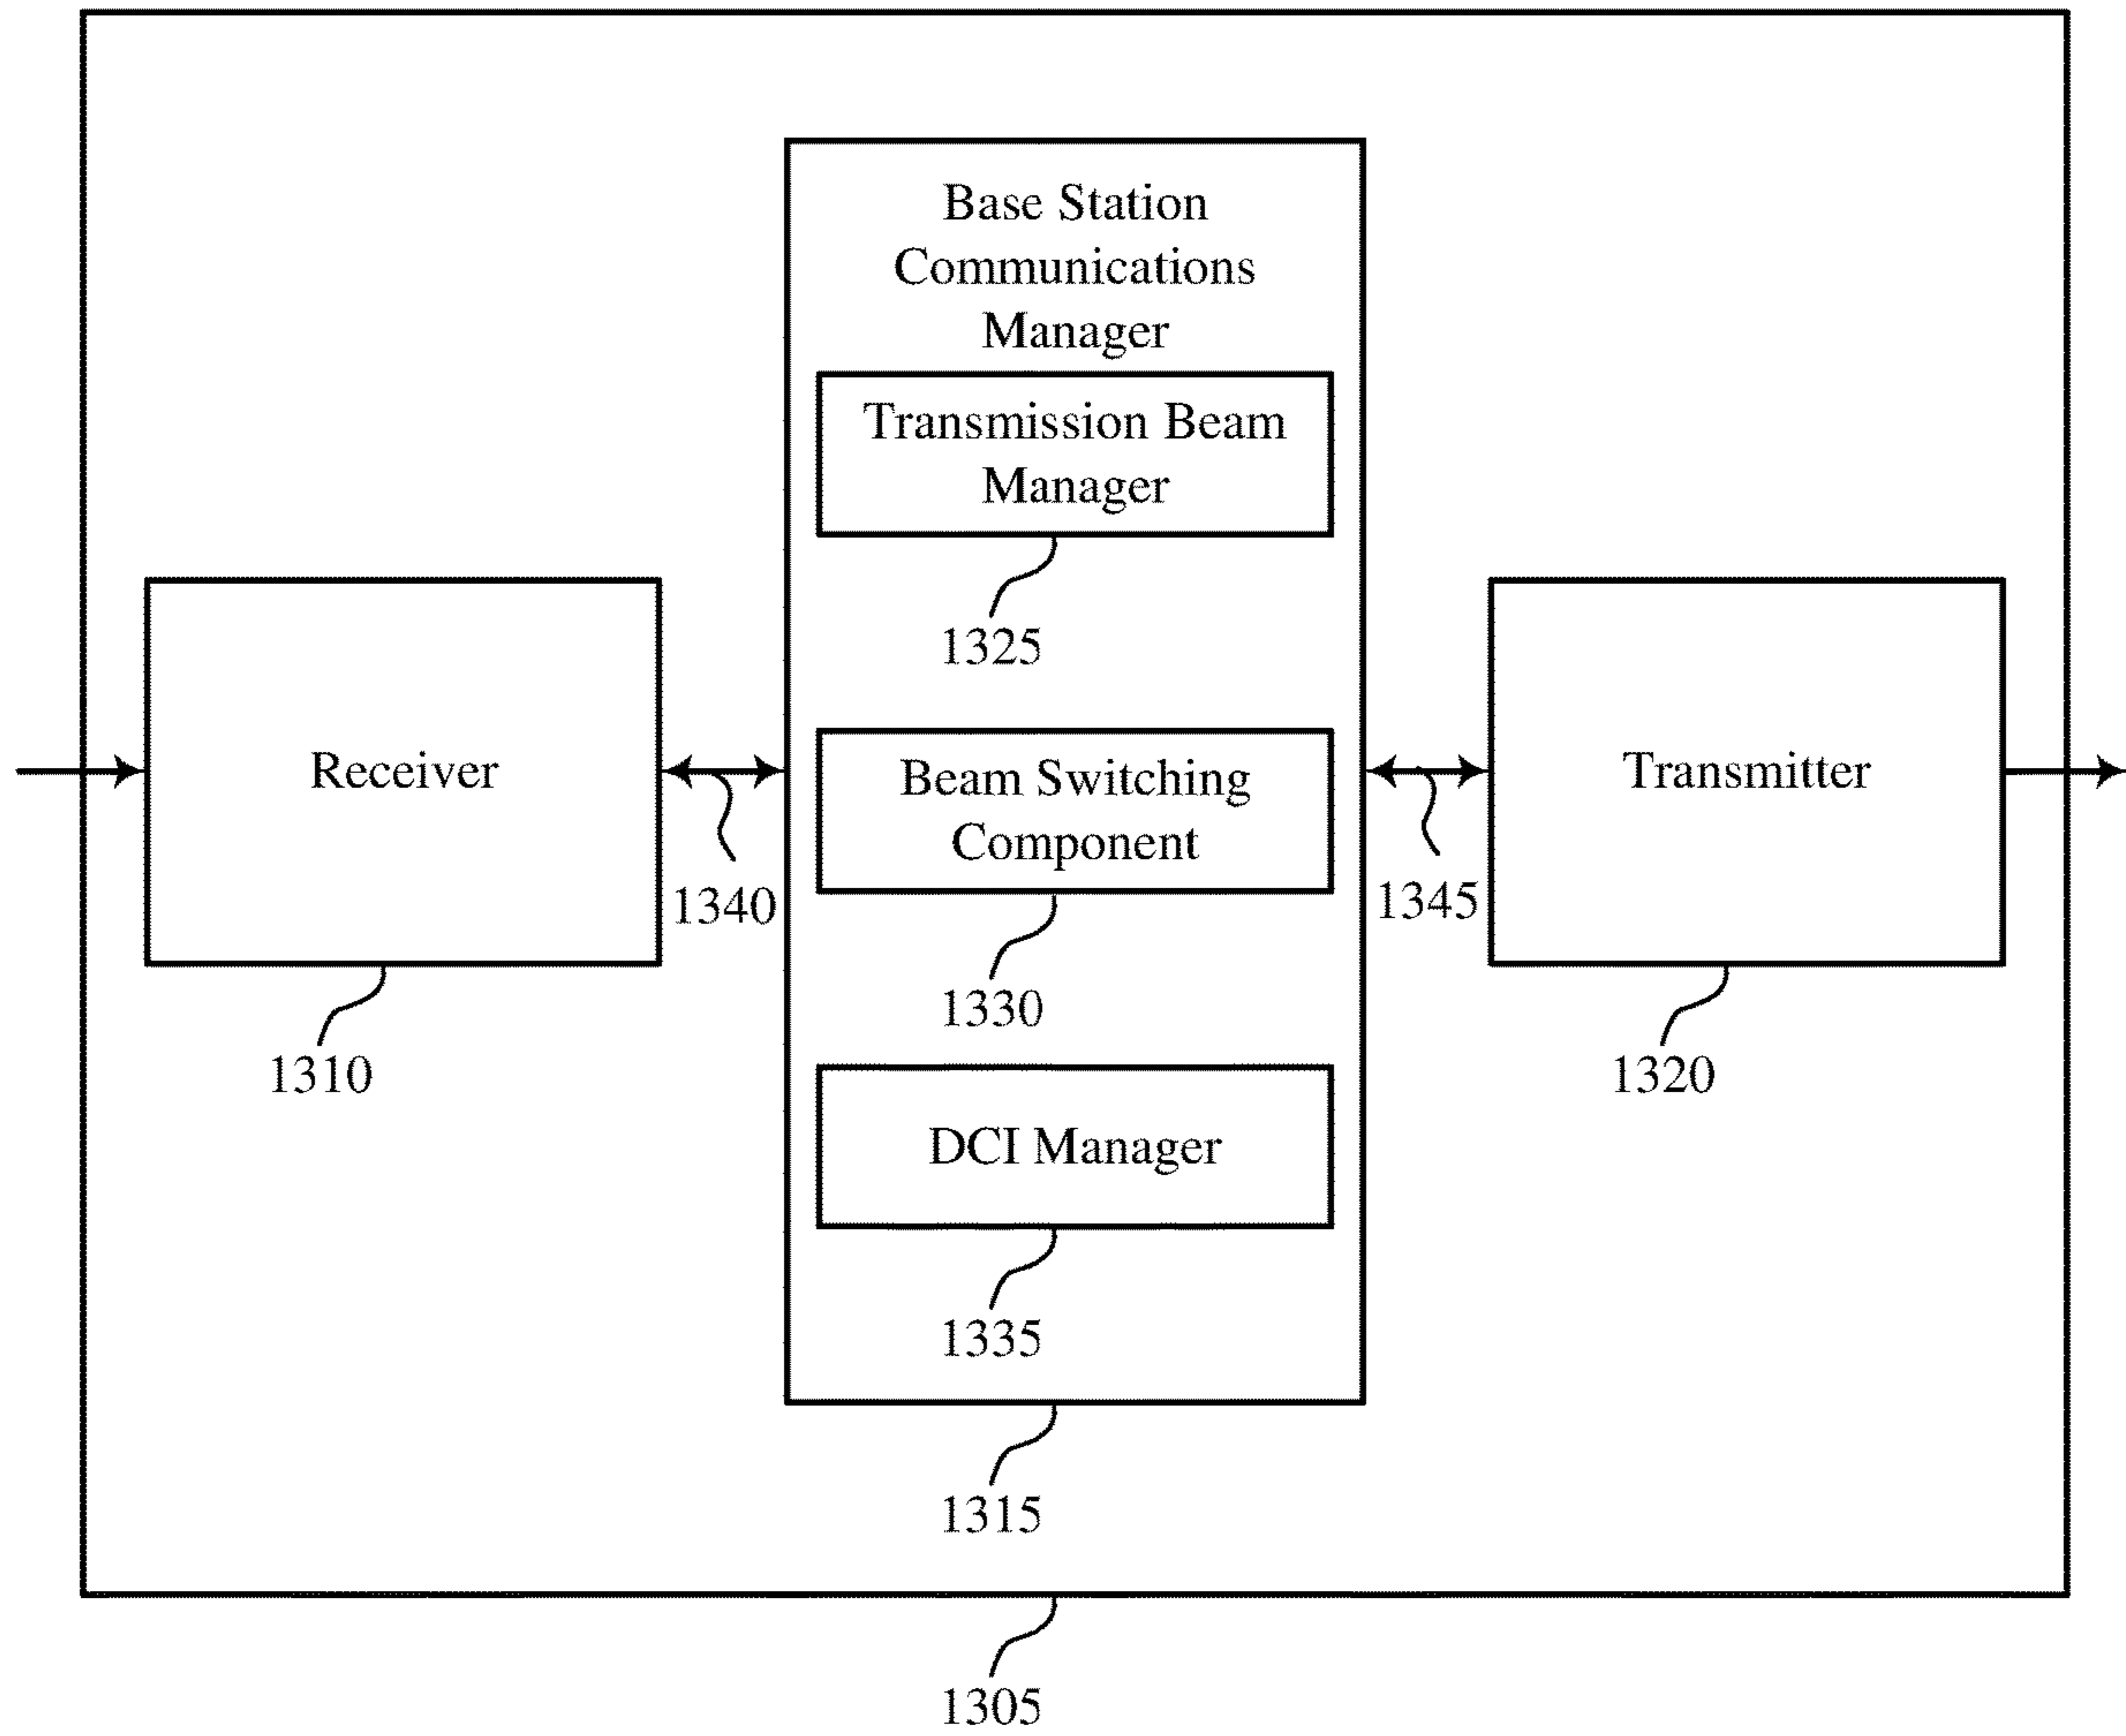 Base Station
Communications
Manager
Transmission Beam
Manager
1325
Receiver
1310
1340
Beam Switching
Component
1330
1345
Transmitter
1320
DCI Manager
1335
1315
1305